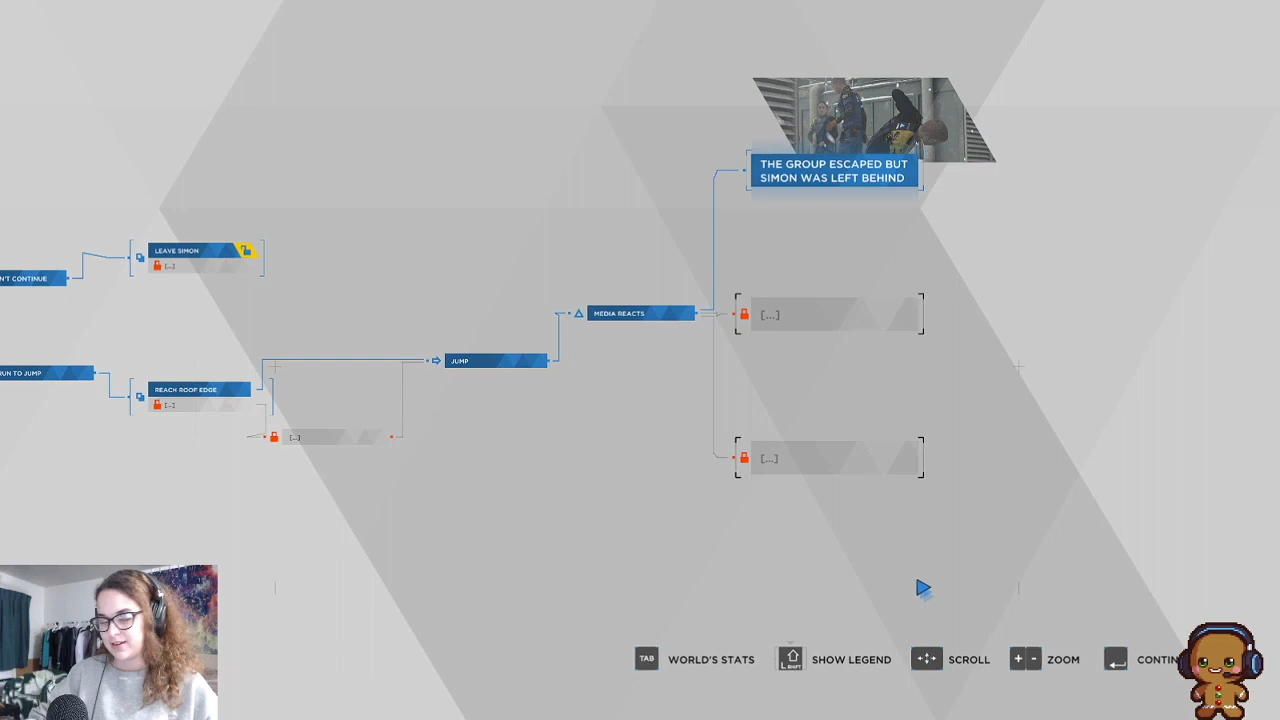 THE GROUP ESCAPED BUT
SIMON WAS LEFT BEHIND
LEAVE SIMON
[...]
N'T CONTINUE
[...]
MEDIA REACTS
JUMP
RUN TO JUMP
REACH ROOF EDGE
[...]
[...]
[...]
TAB WORLD'S STATS
SHIFT SHOW LEGEND
SCROLL
+ - ZOOM
CONTIN